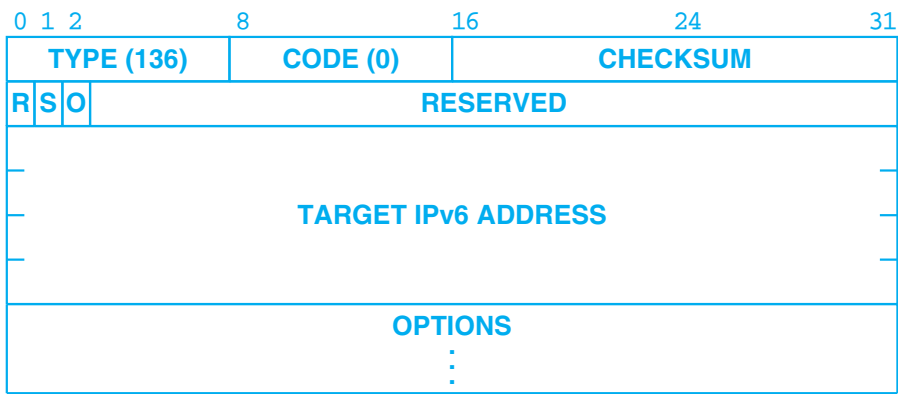 0 1 2 8 16 24 31
TYPE (136) CODE (0) CHECKSUM
R S O RESERVED
TARGET IPv6 ADDRESS
OPTIONS